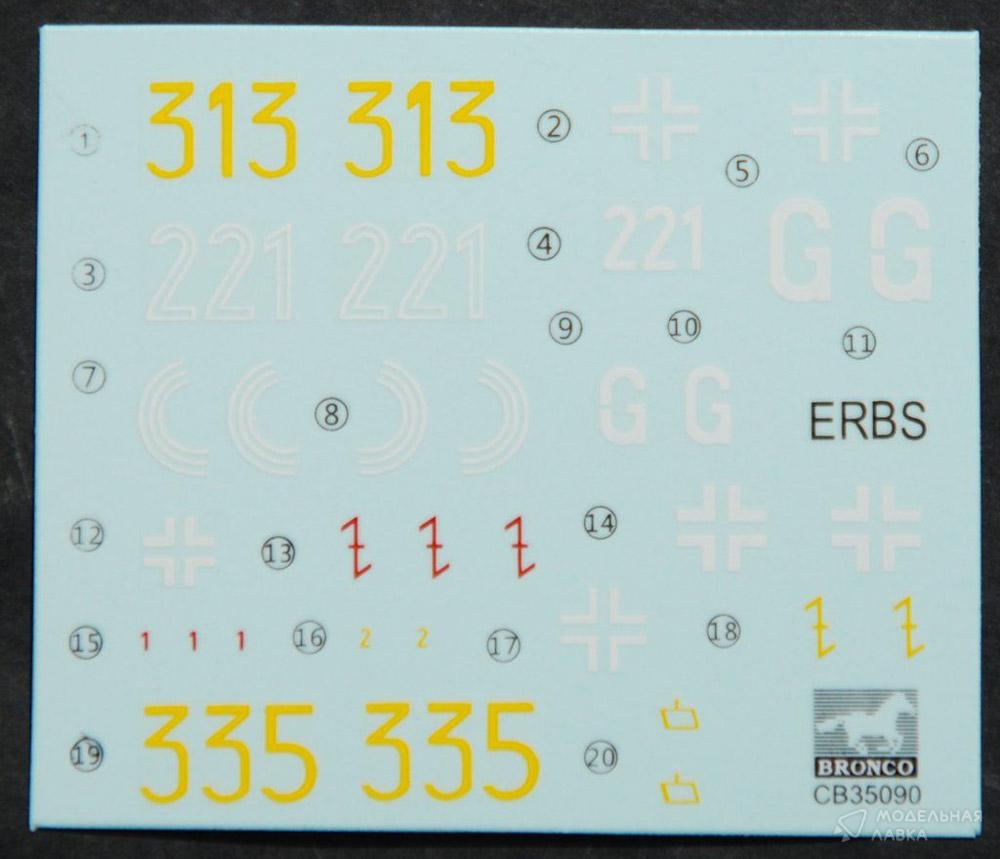 ① 313 313 ②
⑤ ⑥
③ 221 221 ④ 221 G G
⑨ ⑩ ⑪
⑦ ⑧ G G ERBS
⑫ ⑬ ⑭
⑮ 1 1 1 ⑯ 2 2 ⑰ ⑱
⑲ 335 335 ⑳
BRONCO
CB35090
МОДЕЛЬНАЯ
ЛАВКА